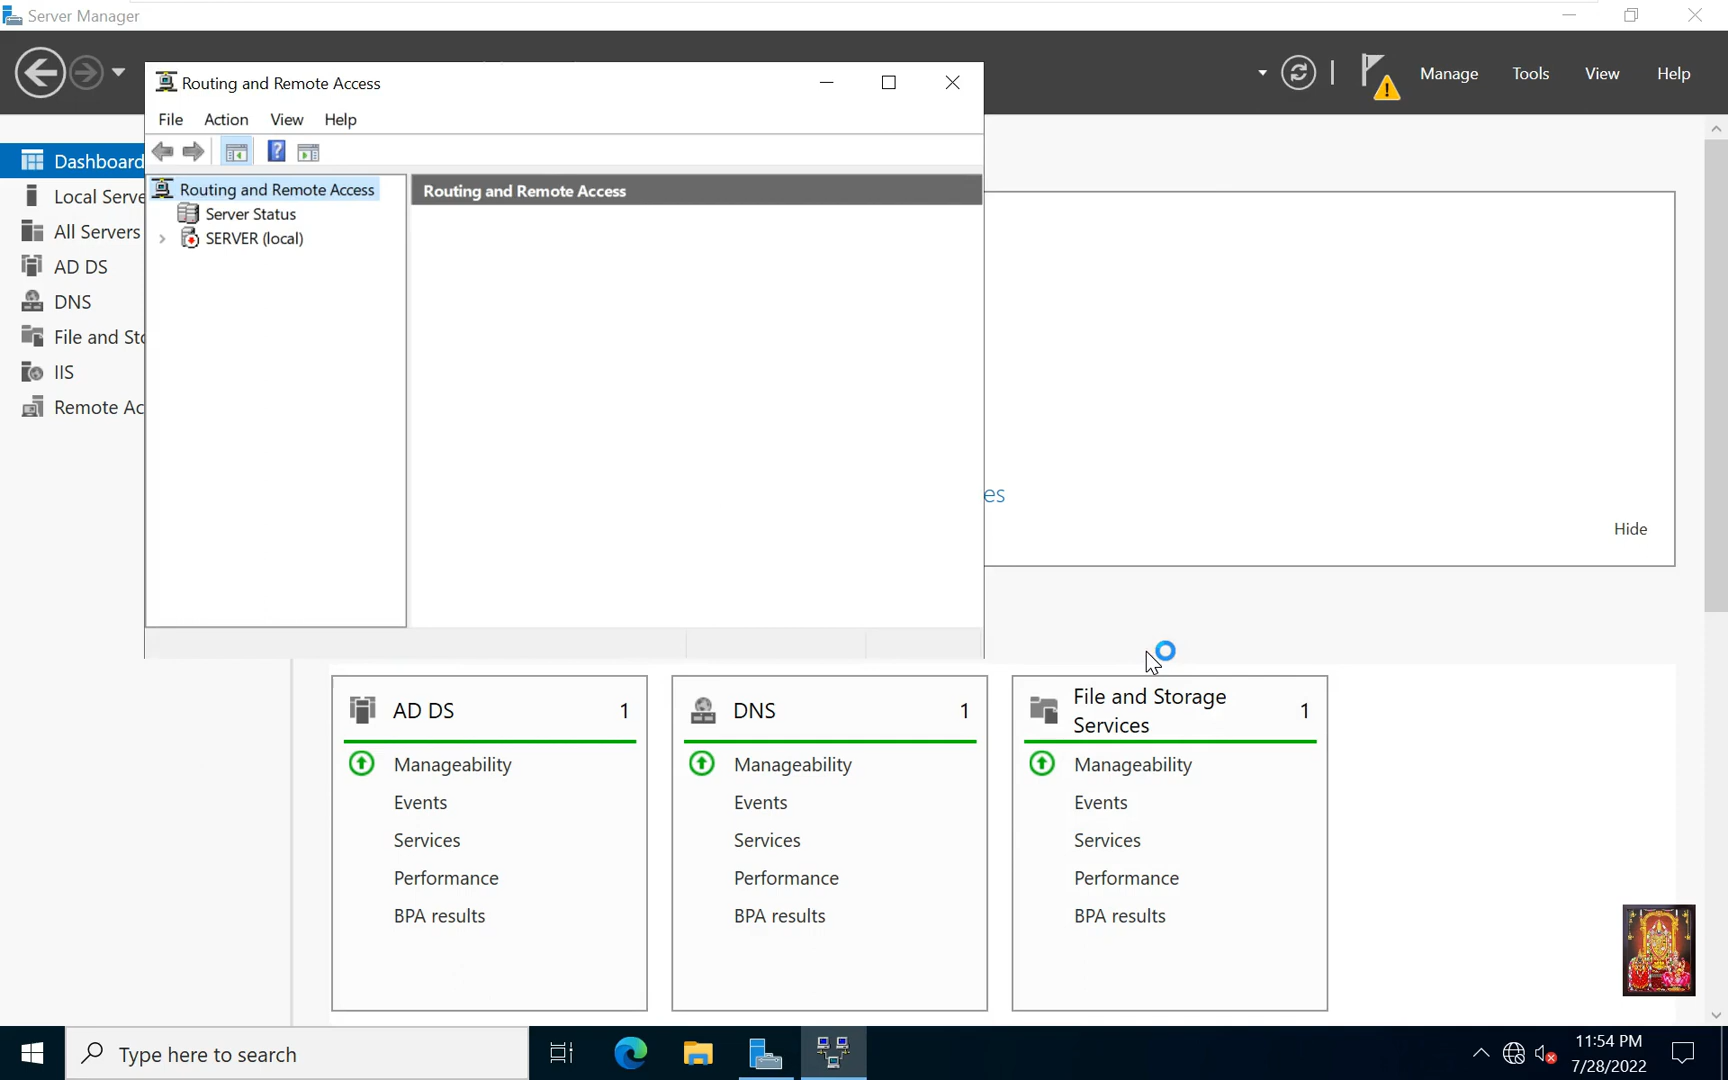 Server Manager
Manage
Tools
View
Help
Routing and Remote Access
File
Action
View
Help
Dashboard
Local Serve
All Servers
AD DS
DNS
File and Sto
IIS
Remote Ac
Routing and Remote Access
Server Status
SERVER (local)
Routing and Remote Access
es
Hide
AD DS 1
Manageability
Events
Services
Performance
BPA results
DNS 1
Manageability
Events
Services
Performance
BPA results
File and Storage
Services 1
Manageability
Events
Services
Performance
BPA results
Type here to search
11:54 PM
7/28/2022